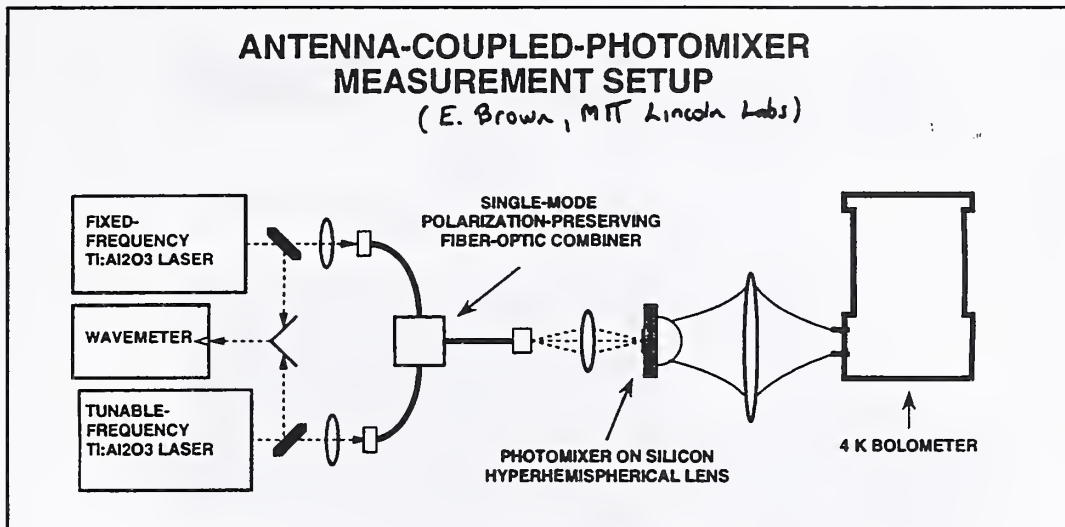 ANTENNA-COUPLED-PHOTOMIXER
MEASUREMENT SETUP
(E. Brown, MIT Lincoln Labs)
SINGLE-MODE
POLARIZATION-PRESERVING
FIBER-OPTIC COMBINER
FIXED-
FREQUENCY
TI:Al2O3 LASER
WAVEMETER
TUNABLE-
FREQUENCY
TI:Al2O3 LASER
PHOTOMIXER ON SILICON
HYPERHEMISPHERICAL LENS
4 K BOLOMETER